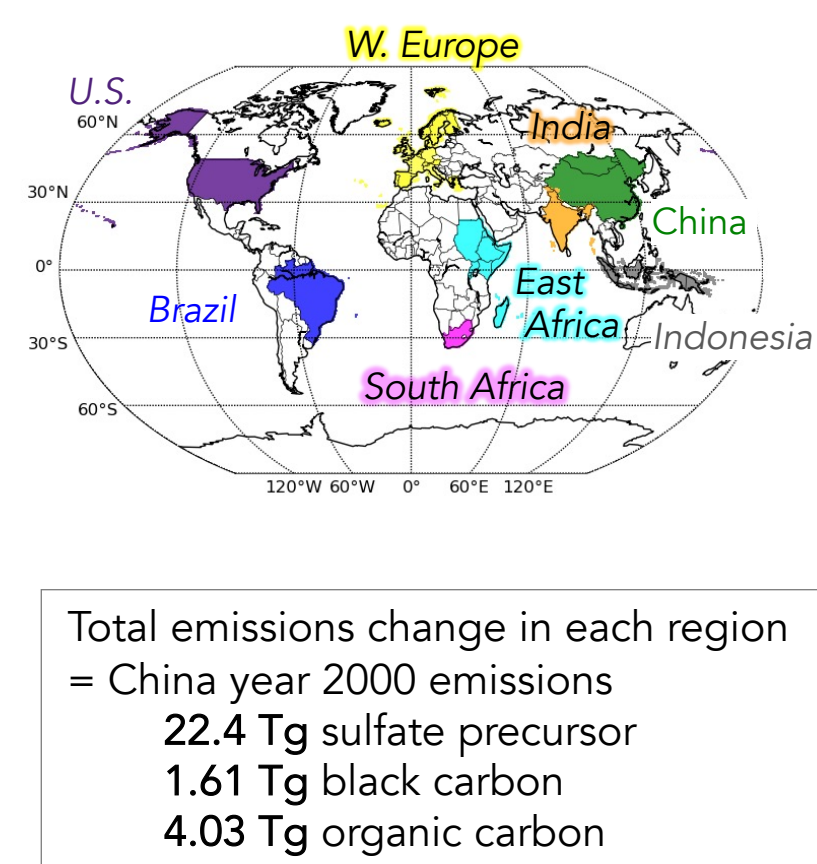 W. Europe
U.S.
60°N
India
30°N
China
0°
East
Brazil
Africa
Indonesia
30°S
South Africa
60°S
120°W 60°W 0° 60°E 120°E
Total emissions change in each region
= China year 2000 emissions
22.4 Tg sulfate precursor
1.61 Tg black carbon
4.03 Tg organic carbon